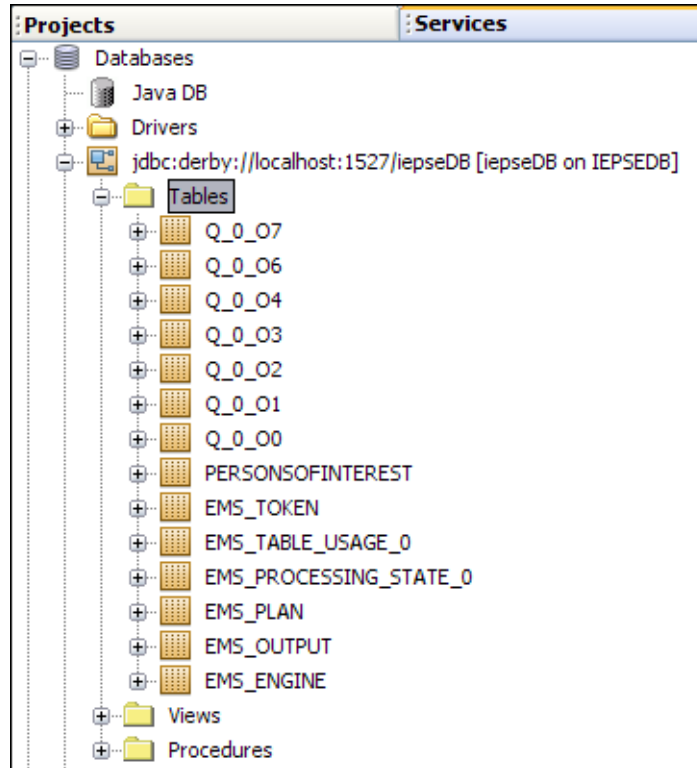 Projects
Services
Databases
Java DB
Drivers
jdbc:derby://localhost:1527/iepseDB [iepseDB on IEPSEDB]
Tables
Q_0_O7
Q_0_O6
Q_0_O4
Q_0_O3
Q_0_O2
Q_0_O1
Q_0_O0
PERSONSOFINTEREST
EMS_TOKEN
EMS_TABLE_USAGE_0
EMS_PROCESSING_STATE_0
EMS_PLAN
EMS_OUTPUT
EMS_ENGINE
Views
Procedures